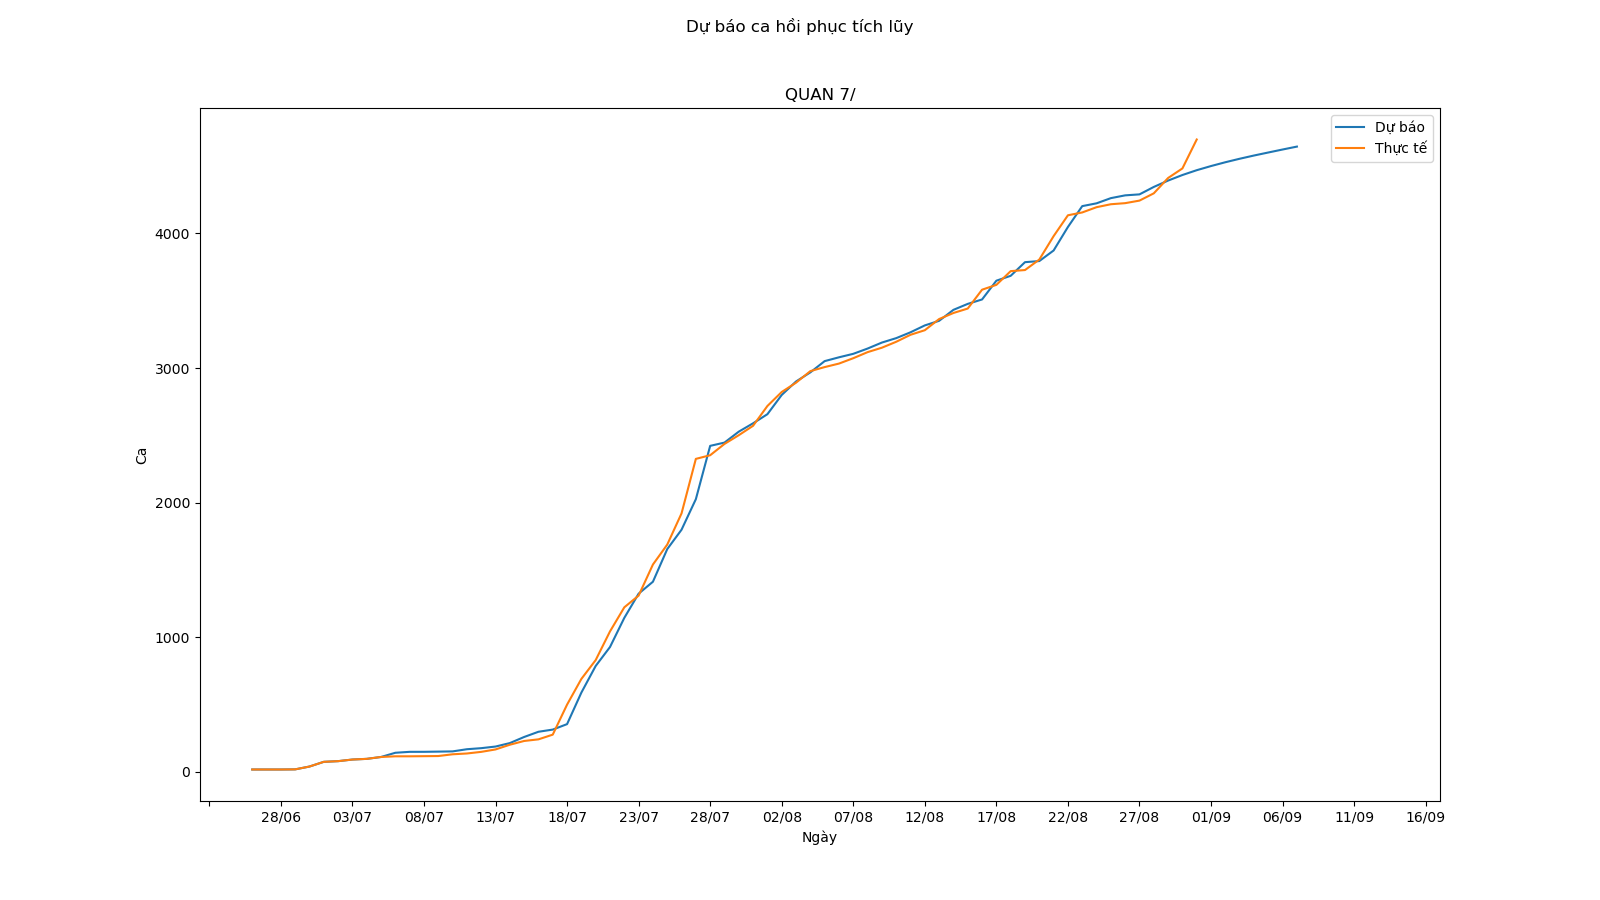 Dự báo ca hồi phục tích lũy
QUAN 7/
Dự báo
Thực tế
4000
3000
2000
1000
0
Ca
28/06 03/07 08/07 13/07 18/07 23/07 28/07 02/08 07/08 12/08 17/08 22/08 27/08 01/09 06/09 11/09 16/09
Ngày